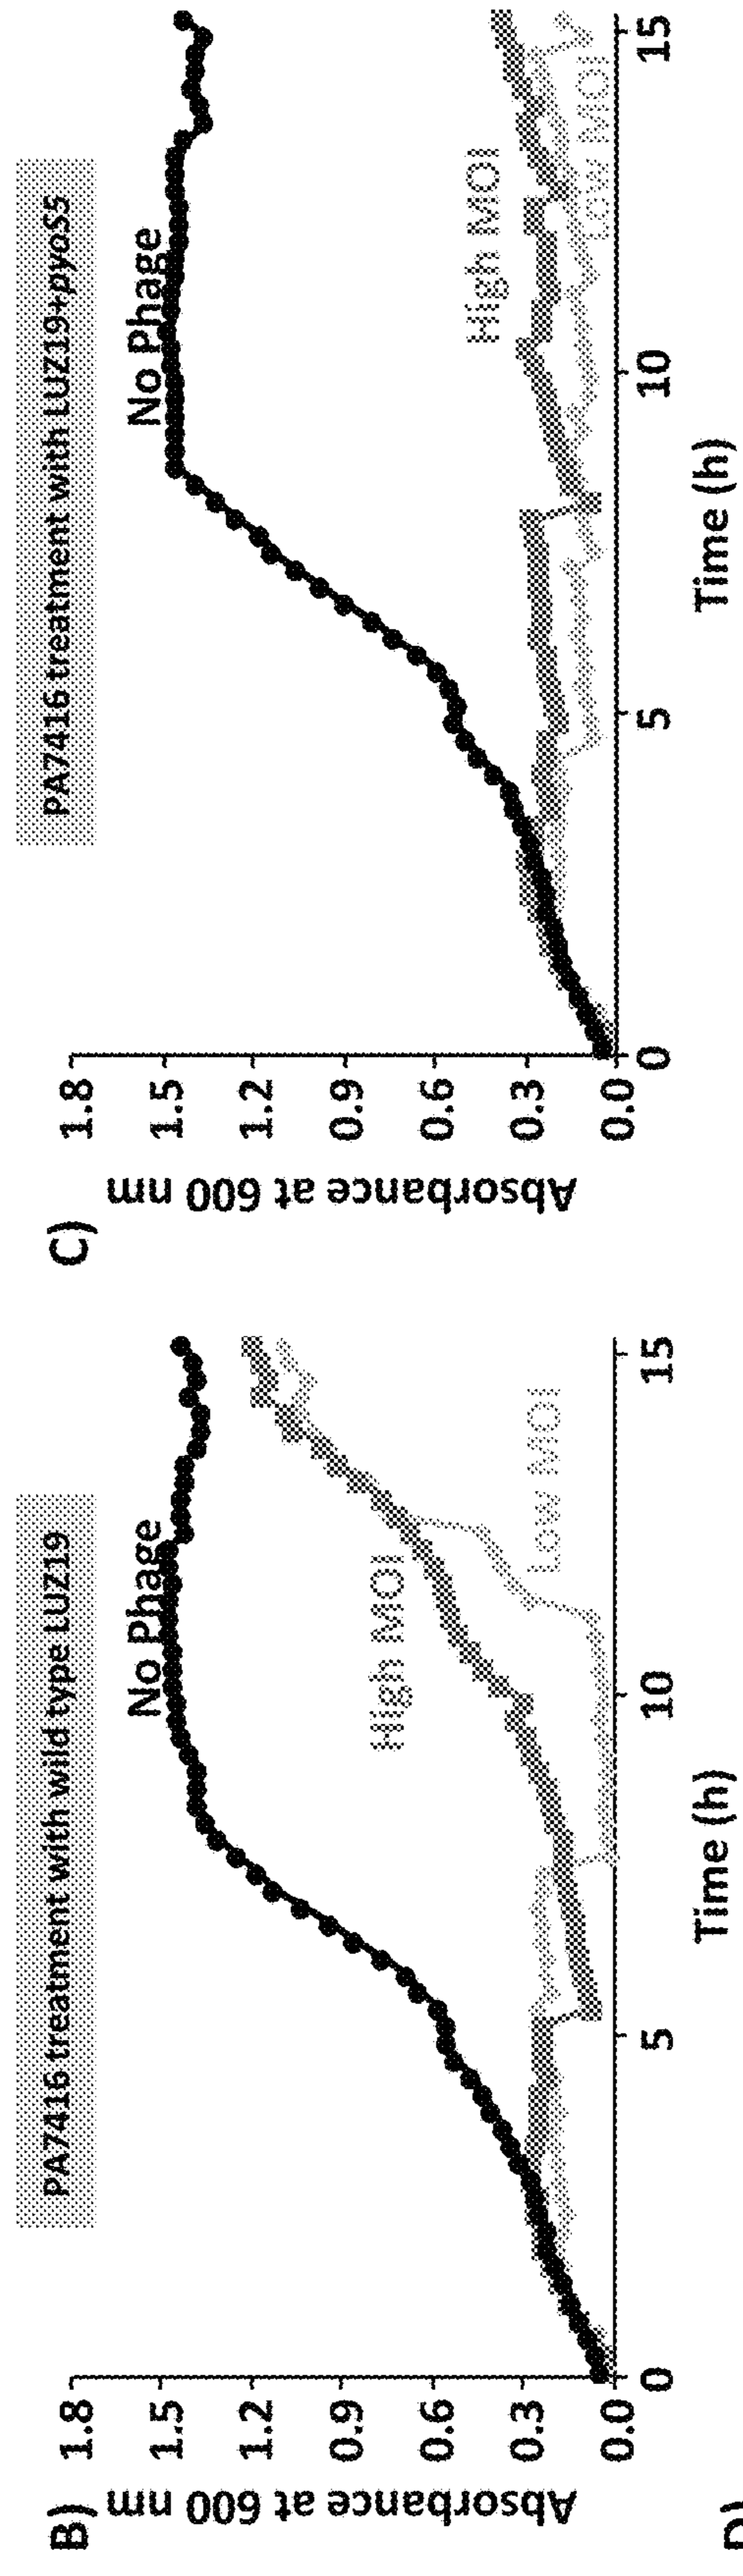 B)
PA7416 treatment with wild type LUZ19
Absorbance at 600 nm
1.8
1.5
1.2
0.9
0.6
0.3
0.0
No Phage
High MOI
Low MOI
0
5
10
15
Time (h)
C)
PA7416 treatment with LUZ19+pyoS5
Absorbance at 600 nm
1.8
1.5
1.2
0.9
0.6
0.3
0.0
No Phage
High MOI
Low MOI
0
5
10
15
Time (h)
D)